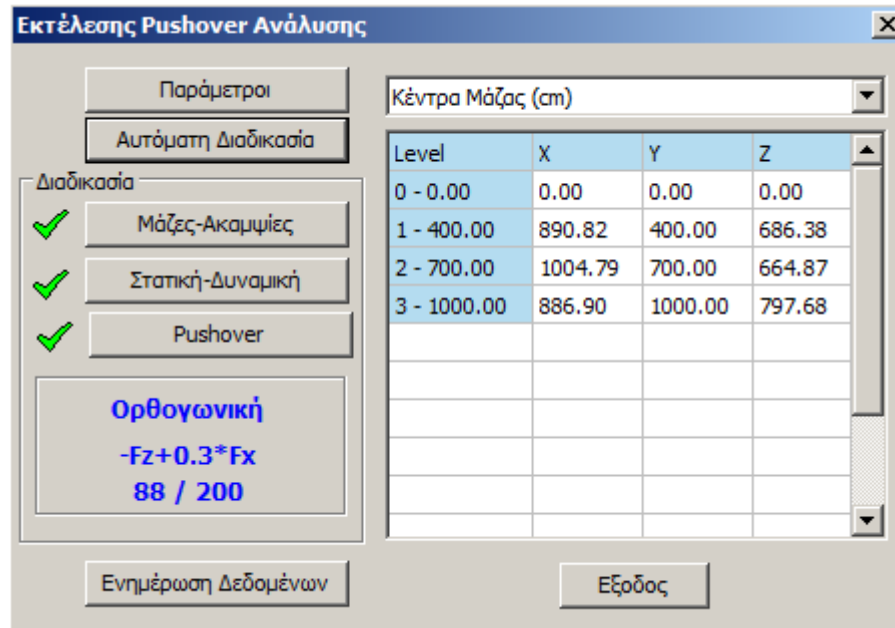 Εκτέλεσης Pushover Ανάλυσης
Παράμετροι
Αυτόματη Διαδικασία
Διαδικασία
Μάζες-Ακαμψίες
Στατική-Δυναμική
Pushover
Ορθογωνική
-Fz+0.3*Fx
88 / 200
Ενημέρωση Δεδομένων
Κέντρα Μάζας (cm)
Level X Y Z
0 - 0.00 0.00 0.00 0.00
1 - 400.00 890.82 400.00 686.38
2 - 700.00 1004.79 700.00 664.87
3 - 1000.00 886.90 1000.00 797.68
Εξοδος